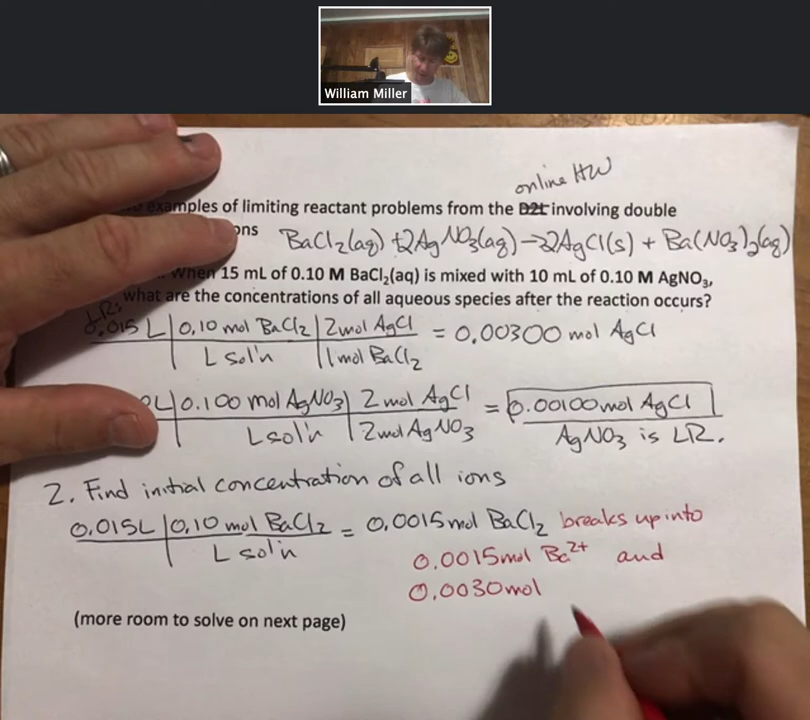 William Miller
online HW
examples of limiting reactant problems from the D2L involving double
ons BaCl₂(aq) + 2AgNO₃(aq) → 2AgCl(s) + Ba(NO₃)₂(aq)
When 15 mL of 0.10 M BaCl₂(aq) is mixed with 10 mL of 0.10 M AgNO₃,
what are the concentrations of all aqueous species after the reaction occurs?
LR:
0.015 L | 0.10 mol BaCl₂ | 2 mol AgCl = 0.00300 mol AgCl
L sol'n | 1 mol BaCl₂
0L | 0.100 mol AgNO₃ | 2 mol AgCl = 0.00100 mol AgCl
L sol'n | 2 mol AgNO₃ AgNO₃ is LR.
2. Find initial concentration of all ions
0.015L | 0.10 mol BaCl₂ = 0.0015 mol BaCl₂ breaks up into
L sol'n 0.0015 mol Ba²⁺ and
0.0030 mol
(more room to solve on next page)